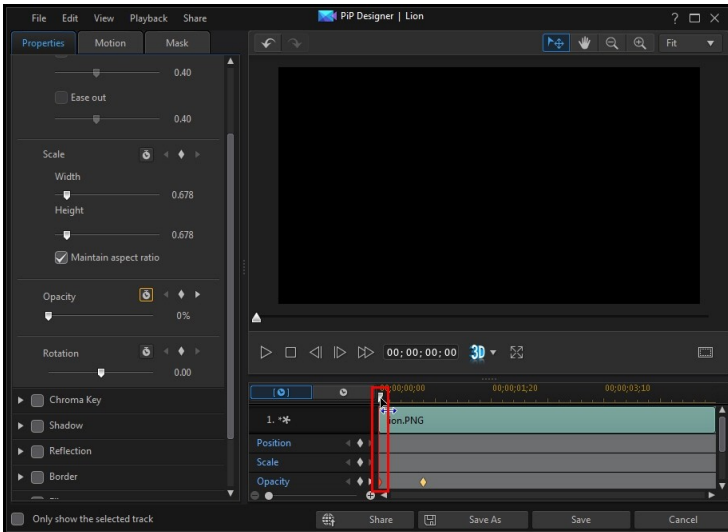 File Edit View Playback Share PiP Designer | Lion ?
Properties Motion Mask Fit
0.40
Ease out
0.40
Scale
Width
0.678
Height
0.678
Maintain aspect ratio
Opacity
0%
Rotation
0.00
00;00;00;00 3D
Chroma Key
00;00;00;00 00;00;01;20 00;00;03;10
Shadow
1. ion.PNG
Reflection
Position
Scale
Border
Opacity
Only show the selected track Share Save As Save Cancel